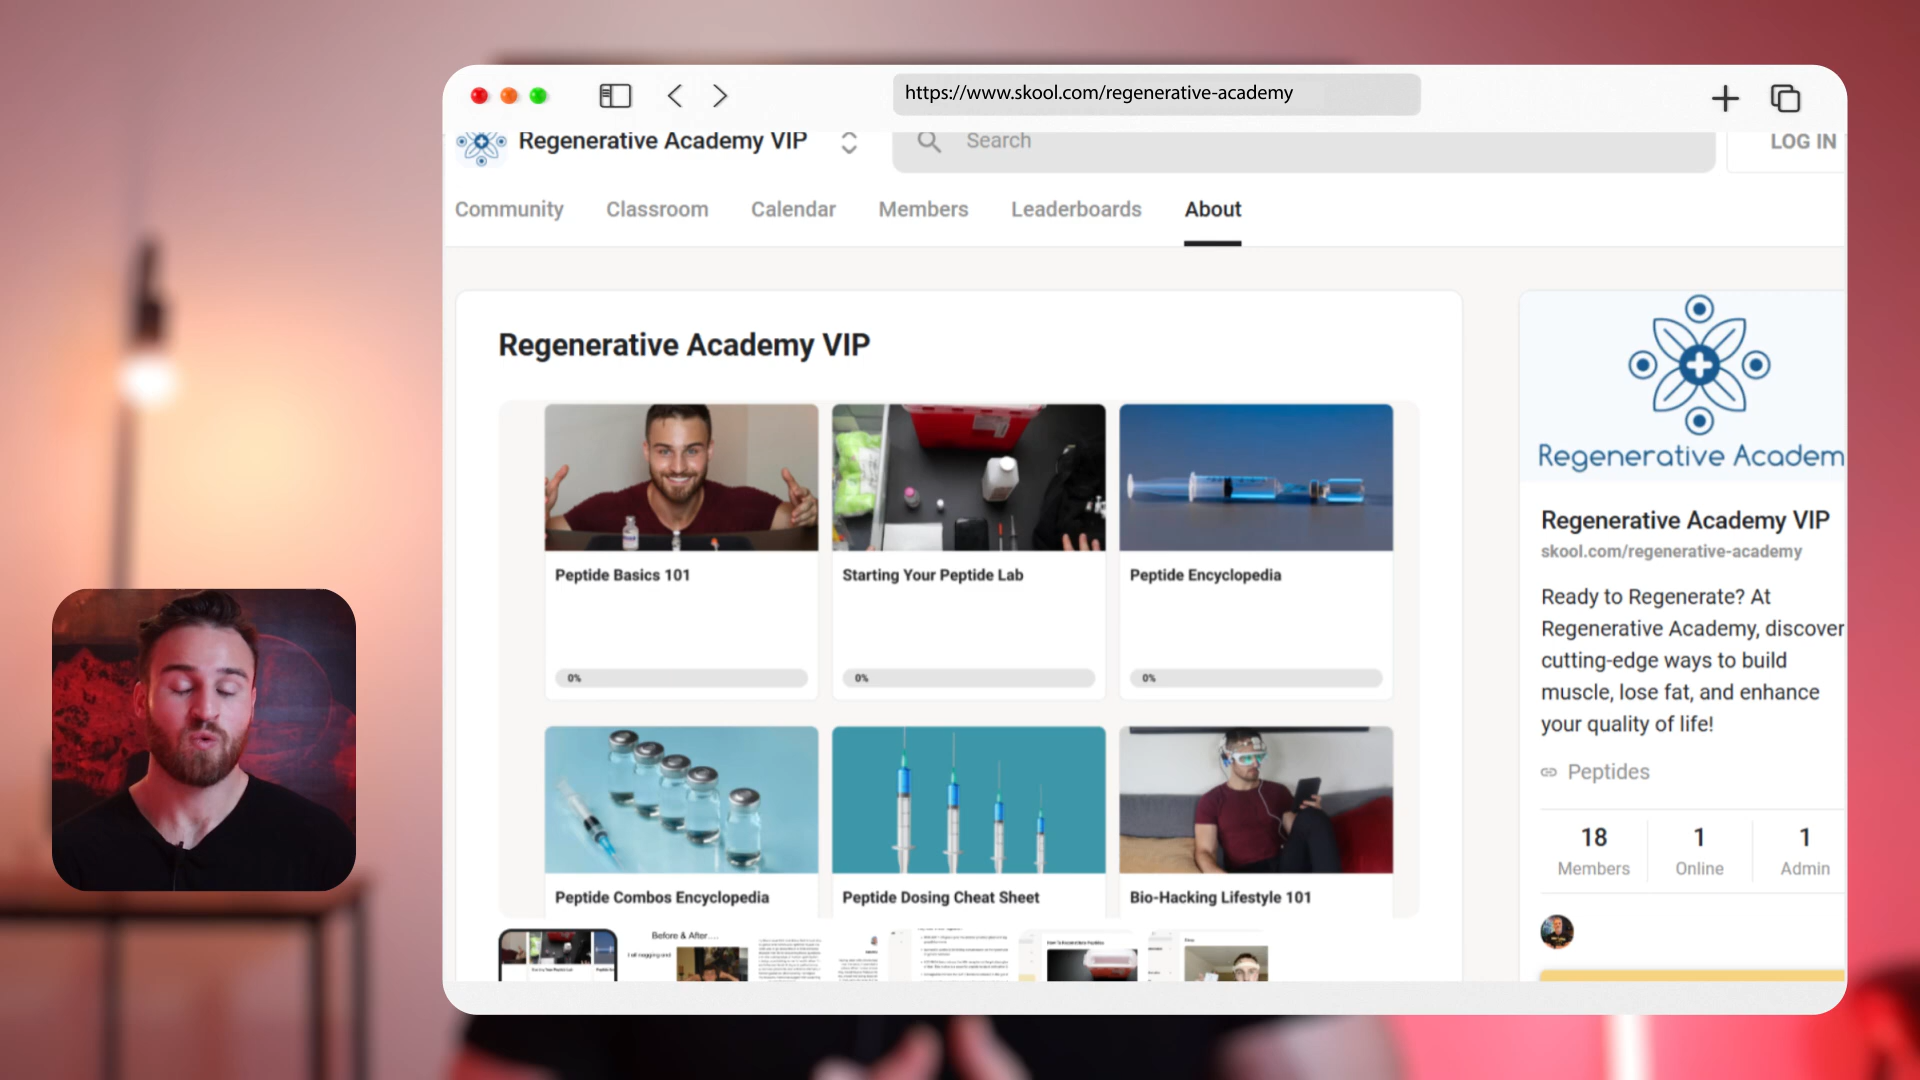 https://www.skool.com/regenerative-academy
Regenerative Academy VIP
Search
LOG IN
Community
Classroom
Calendar
Members
Leaderboards
About
Regenerative Academy VIP
Peptide Basics 101
Starting Your Peptide Lab
Peptide Encyclopedia
0%
0%
0%
Peptide Combos Encyclopedia
Peptide Dosing Cheat Sheet
Bio-Hacking Lifestyle 101
Before & After....
Regenerative Academ
Regenerative Academy VIP
skool.com/regenerative-academy
Ready to Regenerate? At
Regenerative Academy, discover
cutting-edge ways to build
muscle, lose fat, and enhance
your quality of life!
Peptides
18
Members
1
Online
1
Admin